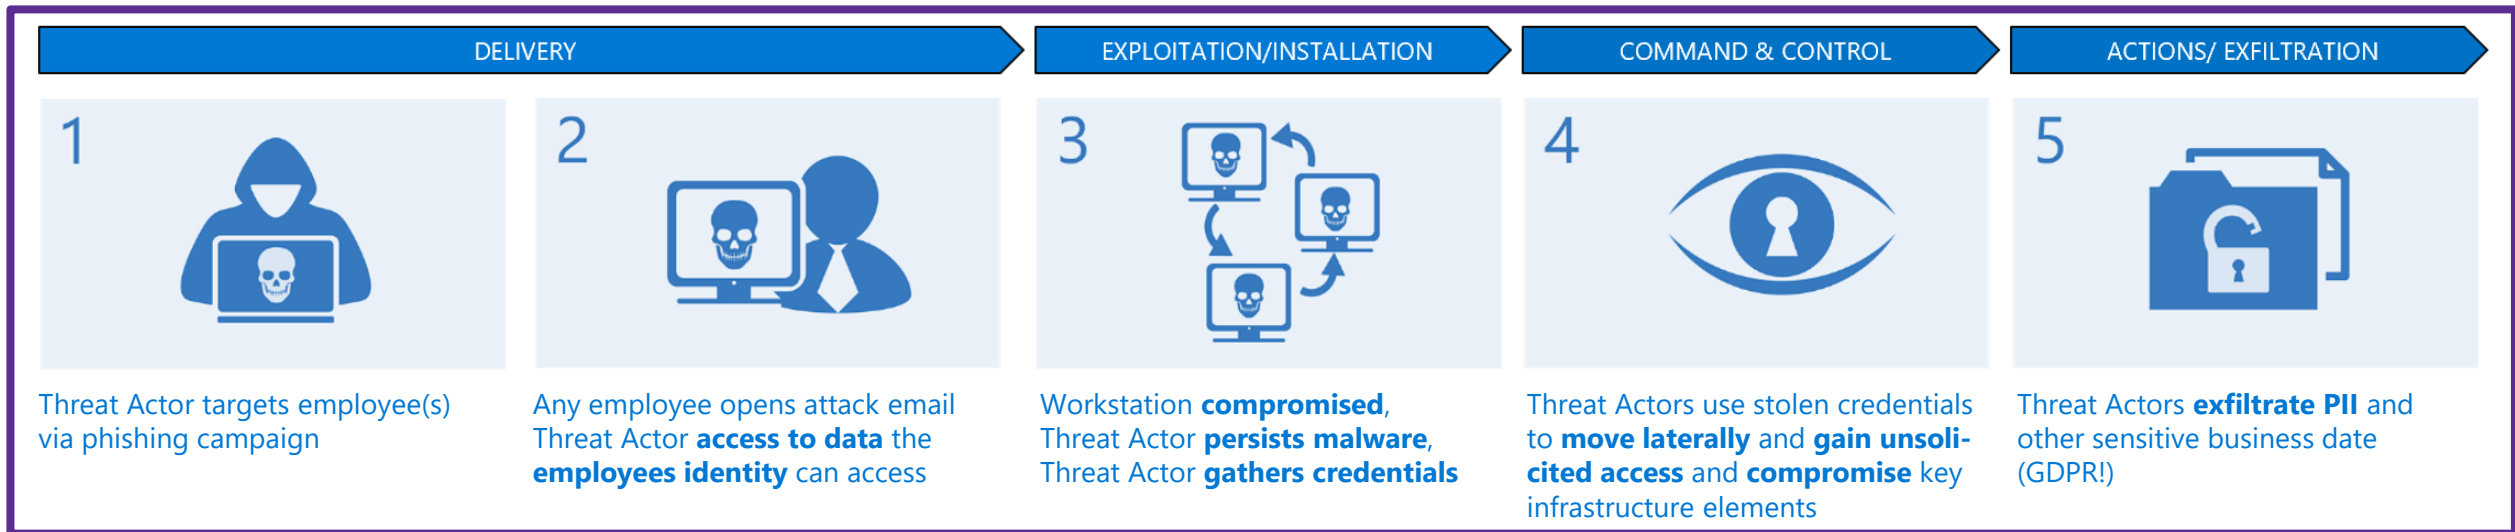 DELIVERY
EXPLOITATION/INSTALLATION
COMMAND & CONTROL
ACTIONS/ EXFILTRATION
1
Threat Actor targets employee(s)
via phishing campaign
2
Any employee opens attack email
Threat Actor access to data the
employees identity can access
3
Workstation compromised,
Threat Actor persists malware,
Threat Actor gathers credentials
4
Threat Actors use stolen credentials
to move laterally and gain unsoli-
cited access and compromise key
infrastructure elements
5
Threat Actors exfiltrate PII and
other sensitive business date
(GDPR!)